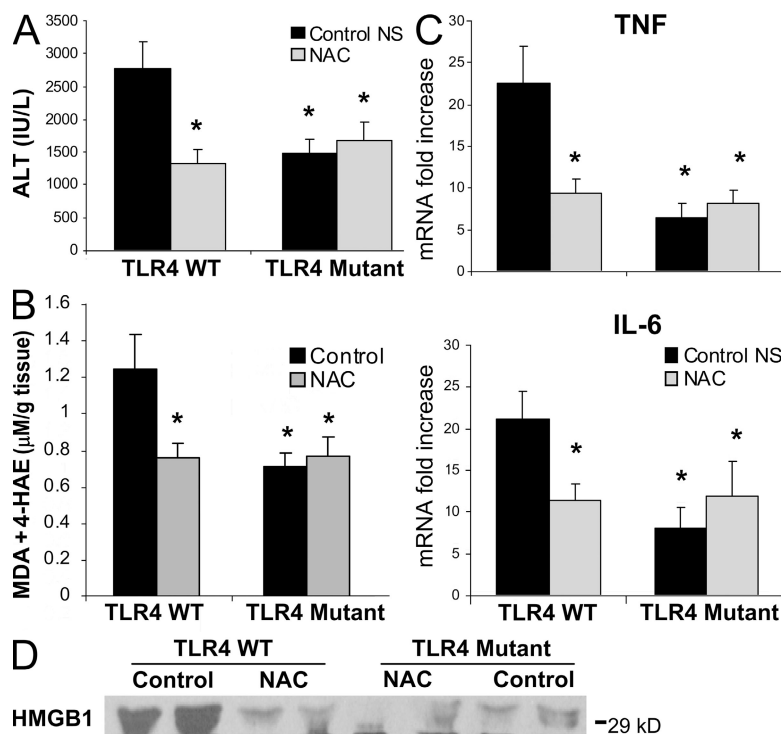 A
3500
3000
2500
2000
1500
1000
500
0
ALT (IU/L)
Control NS
NAC
*
*
*
TLR4 WT
TLR4 Mutant
C
TNF
30
25
20
15
10
5
0
mRNA fold increase
*
*
*
B
1.6
1.4
1.2
1
0.8
0.6
0.4
0.2
0
MDA + 4-HAE (μM/g tissue)
Control
NAC
*
*
*
TLR4 WT
TLR4 Mutant
IL-6
30
25
20
15
10
5
0
mRNA fold increase
Control NS
NAC
*
*
*
TLR4 WT
TLR4 Mutant
D
TLR4 WT
TLR4 Mutant
Control
NAC
NAC
Control
HMGB1
29 kD